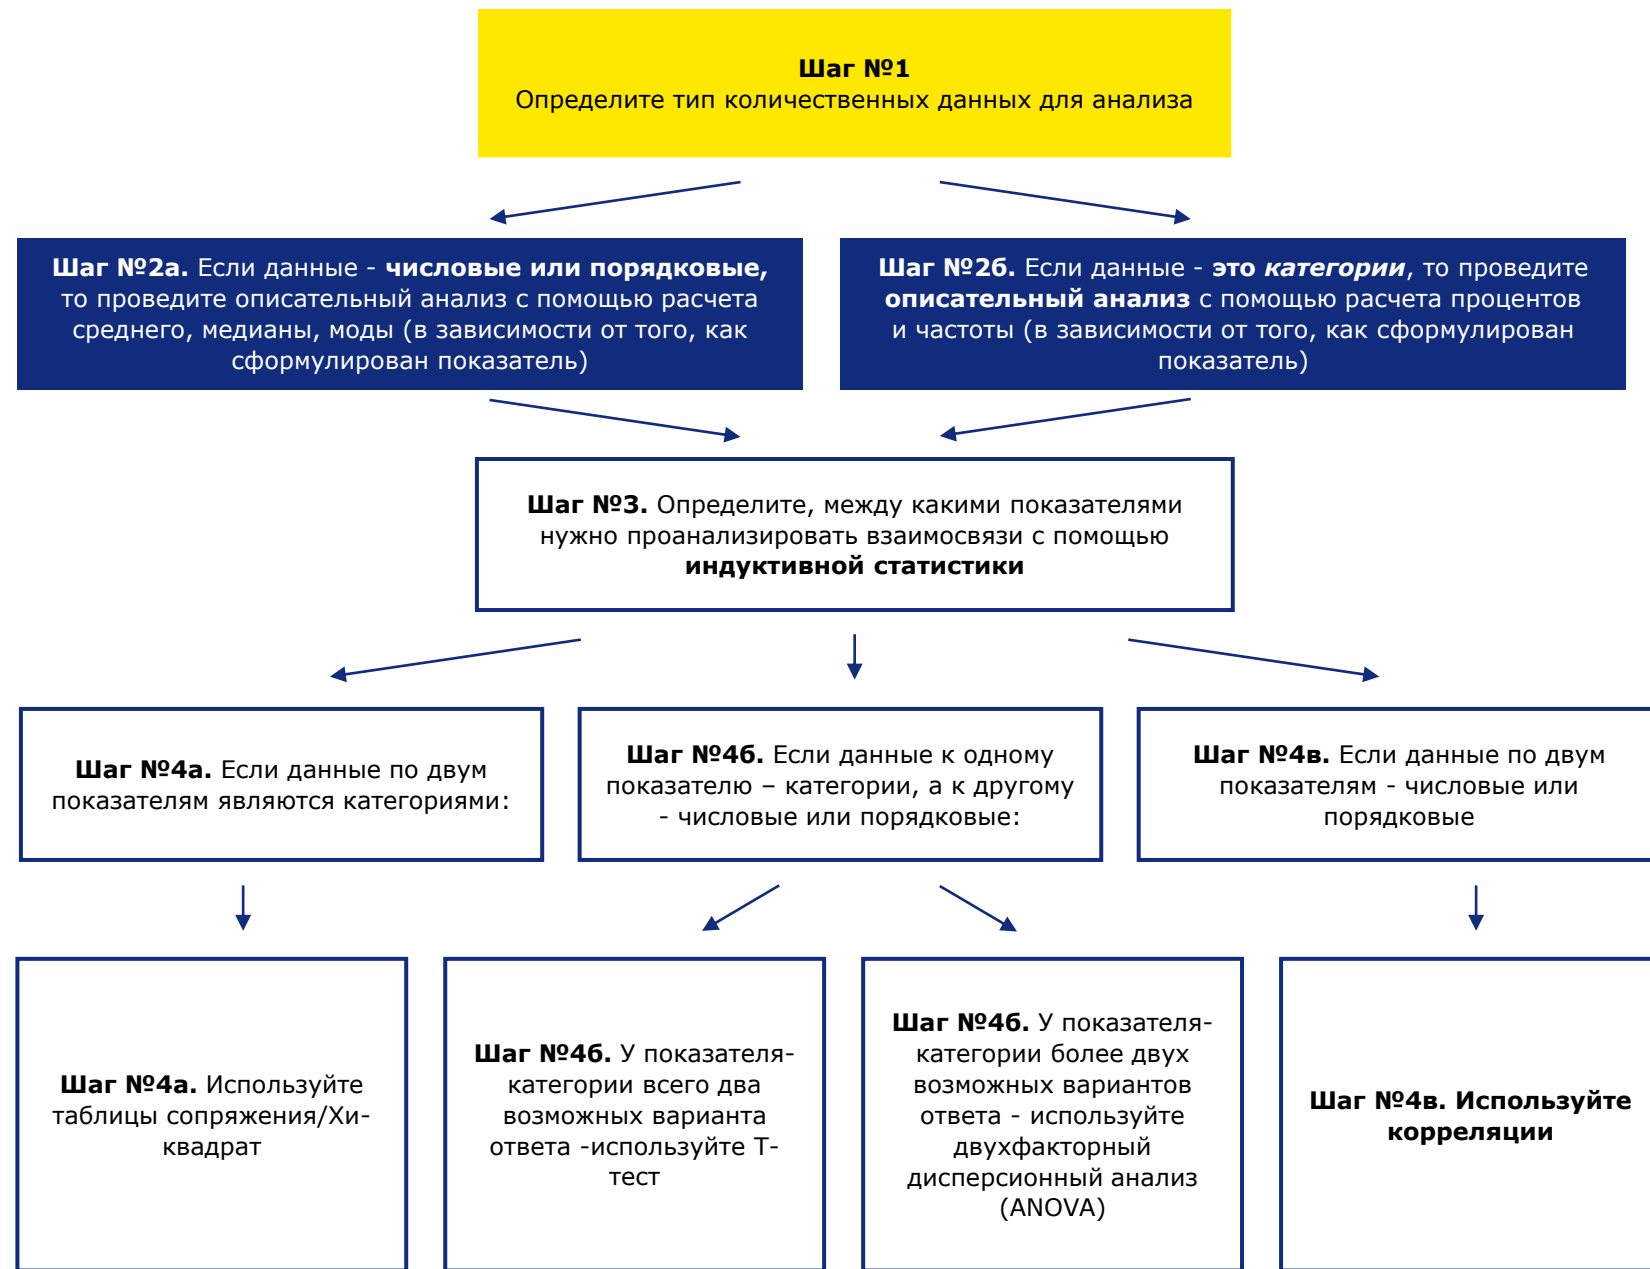 Шаг №1
Определите тип количественных данных для анализа
Шаг №2а. Если данные - числовые или порядковые,
то проведите описательный анализ с помощью расчета
среднего, медианы, моды (в зависимости от того, как
сформулирован показатель)
Шаг №2б. Если данные - это категории, то проведите
описательный анализ с помощью расчета процентов
и частоты (в зависимости от того, как сформулирован
показатель)
Шаг №3. Определите, между какими показателями
нужно проанализировать взаимосвязи с помощью
индуктивной статистики
Шаг №4а. Если данные по двум
показателям являются категориями:
Шаг №4б. Если данные к одному
показателю – категории, а к другому
- числовые или порядковые:
Шаг №4в. Если данные по двум
показателям - числовые или
порядковые
Шаг №4а. Используйте
таблицы сопряжения/Хи-
квадрат
Шаг №4б. У показателя-
категории всего два
возможных варианта
ответа -используйте Т-
тест
Шаг №4б. У показателя-
категории более двух
возможных вариантов
ответа - используйте
двухфакторный
дисперсионный анализ
(ANOVA)
Шаг №4в. Используйте
корреляции